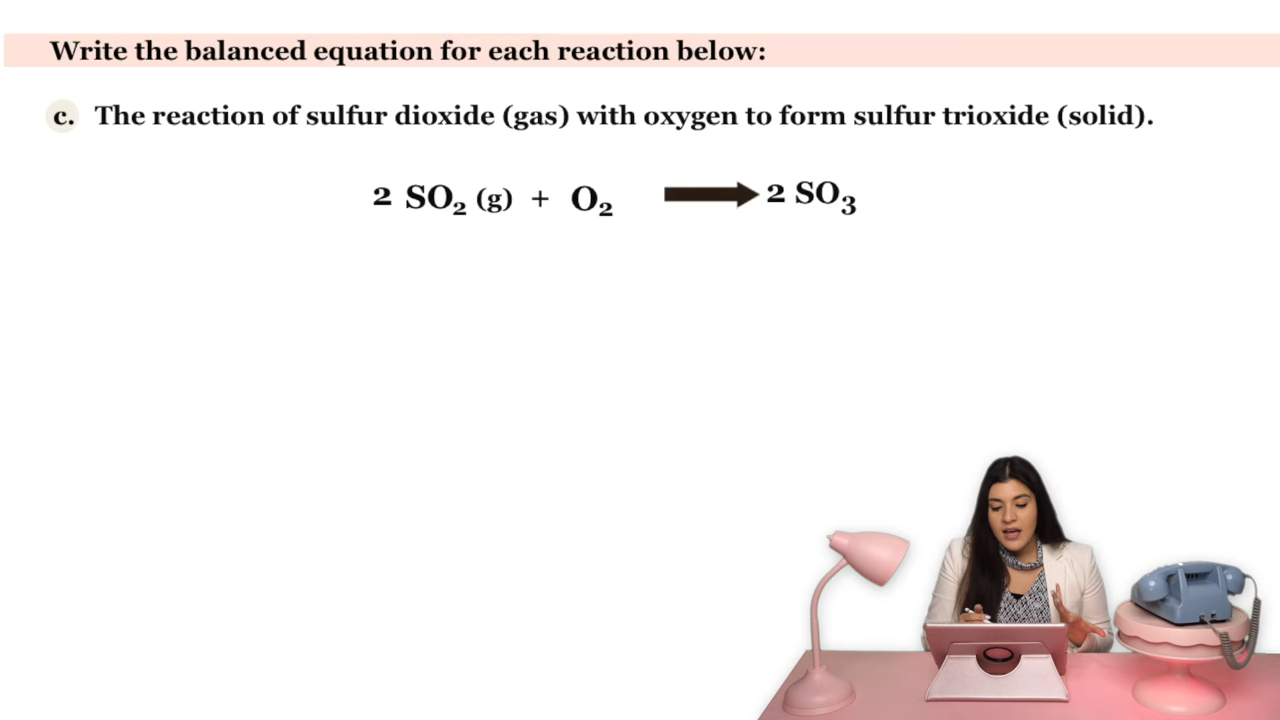 Write the balanced equation for each reaction below:
c. The reaction of sulfur dioxide (gas) with oxygen to form sulfur trioxide (solid).
2 SO₂ (g) + O₂ → 2 SO₃